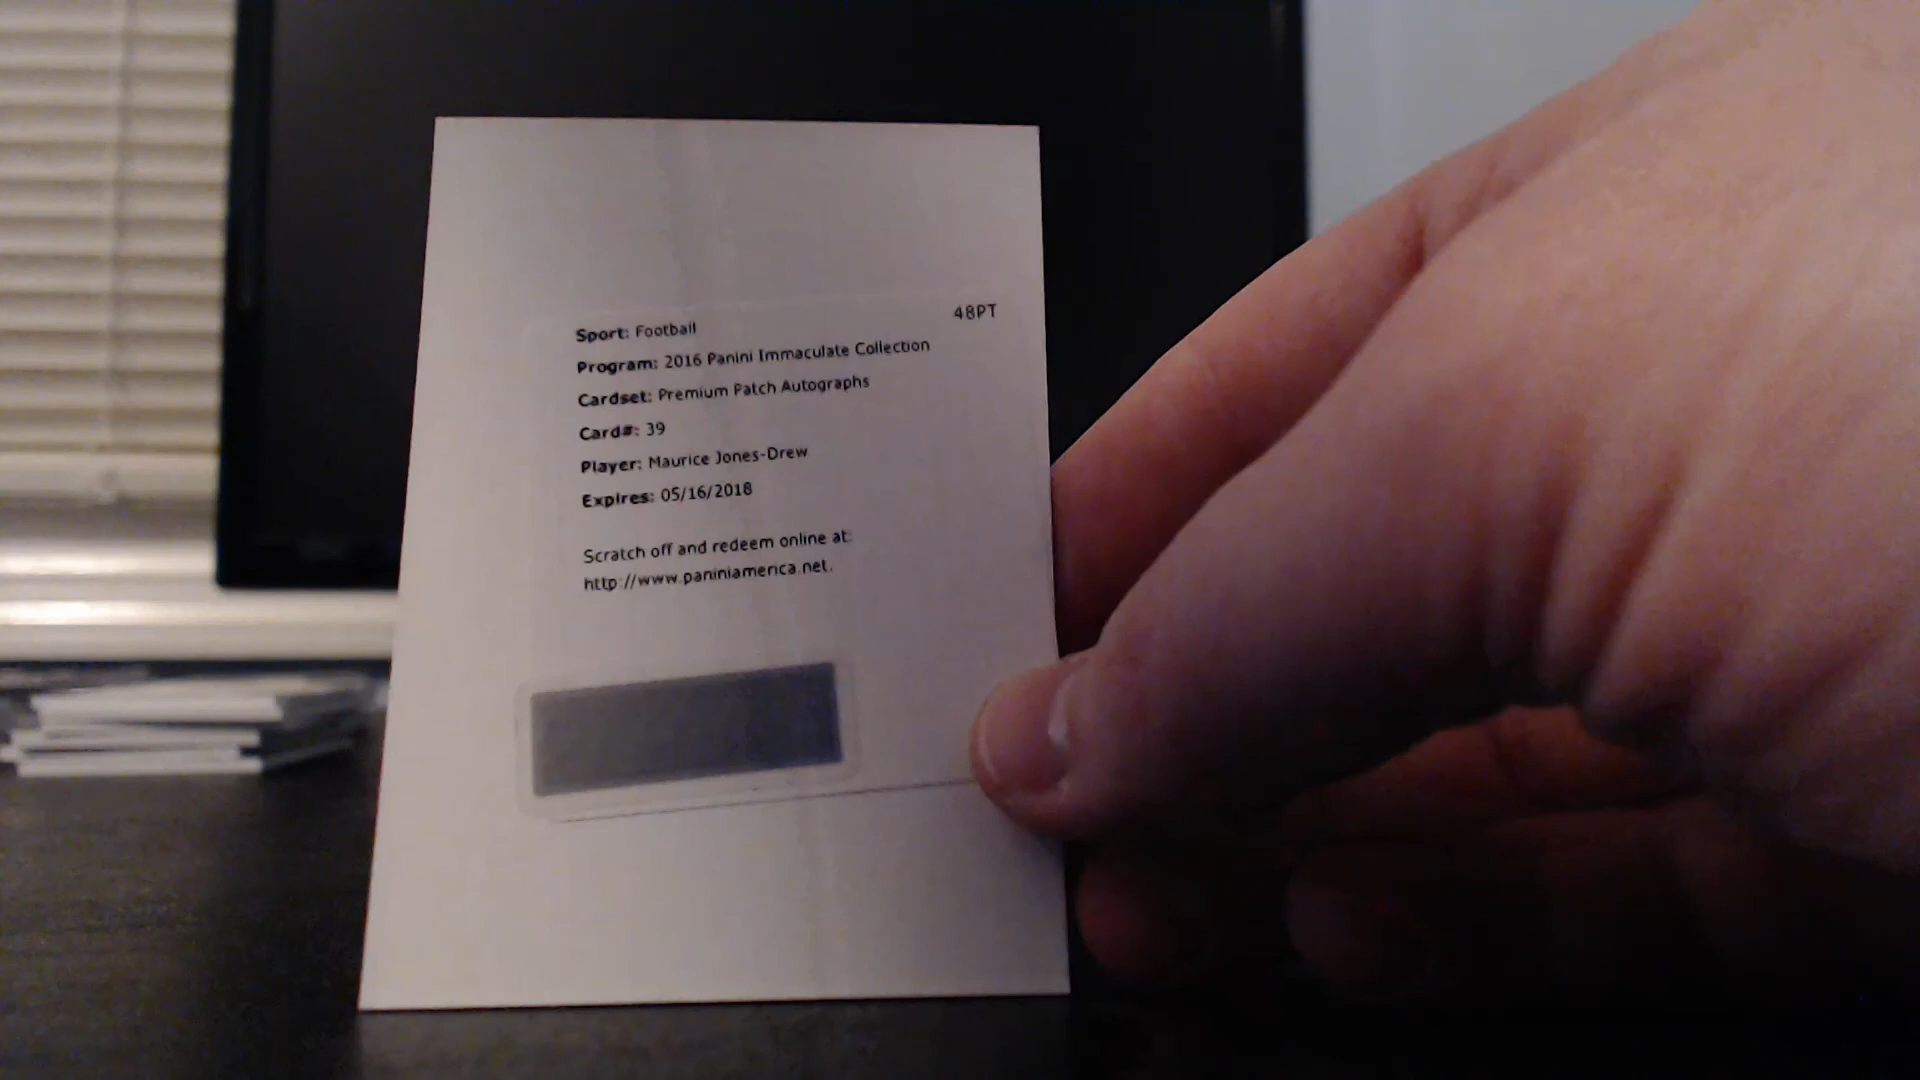 48PT
Sport: Football
Program: 2016 Panini Immaculate Collection
Cardset: Premium Patch Autographs
Card#: 39
Player: Maurice Jones-Drew
Expires: 05/16/2018
Scratch off and redeem online at:
http://www.paniniamerica.net.